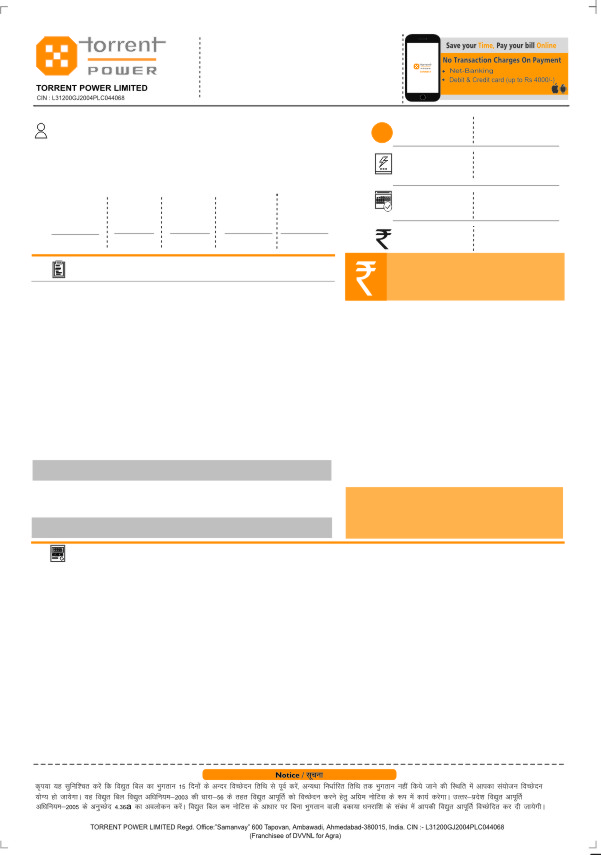 torrent
POWER
TORRENT POWER LIMITED
CIN : L31200GJ2004PLC044068
Save your Time, Pay your bill Online
No Transaction Charges On Payment
• Net-Banking
• Debit & Credit card (up to Rs 4000/-)
Notice / सूचना
कृपया यह सुनिश्चित करें कि विद्युत बिल का भुगतान 15 दिनों के अन्दर विच्छेदन तिथि से पूर्व करें, अन्यथा निर्धारित तिथि तक भुगतान नहीं किये जाने की स्थिति में आपका संयोजन विच्छेदन
योग्य हो जायेगा। यह विद्युत बिल विद्युत अधिनियम–2003 की धारा–56 के तहत विद्युत आपूर्ति को विच्छेदन करने हेतु अग्रिम नोटिस के रूप में कार्य करेगा। उत्तर–प्रदेश विद्युत आपूर्ति
अधिनियम–2005 के अनुच्छेद 4.36a का अवलोकन करें। विद्युत बिल कम नोटिस के आधार पर बिना भुगतान वाली बकाया धनराशि के संबंध में आपकी विद्युत आपूर्ति विच्छेदित कर दी जायेगी।
TORRENT POWER LIMITED Regd. Office:"Samanvay" 600 Tapovan, Ambawadi, Ahmedabad-380015, India. CIN :- L31200GJ2004PLC044068
(Franchisee of DVVNL for Agra)